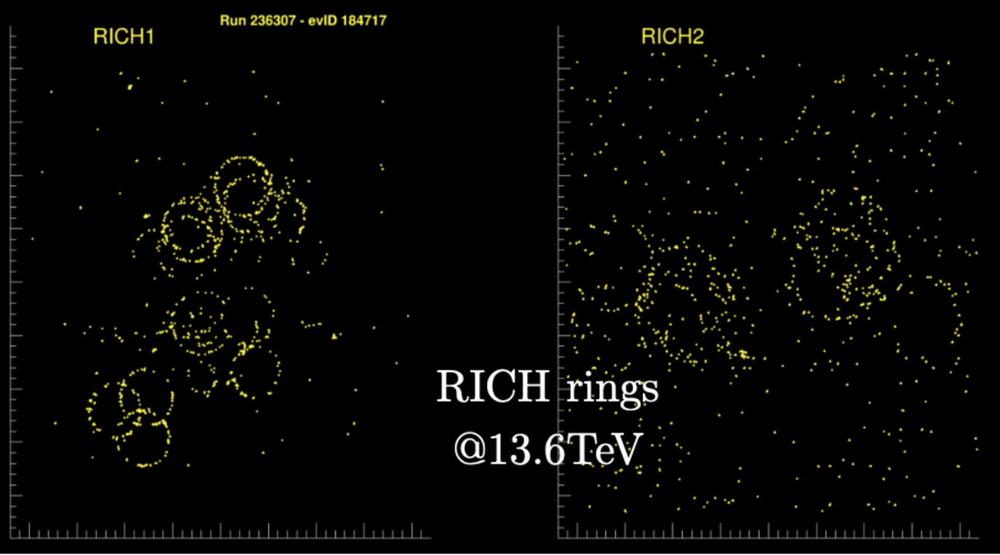 Run 236307 - evID 184717
RICH1
RICH2
RICH rings
@13.6TeV